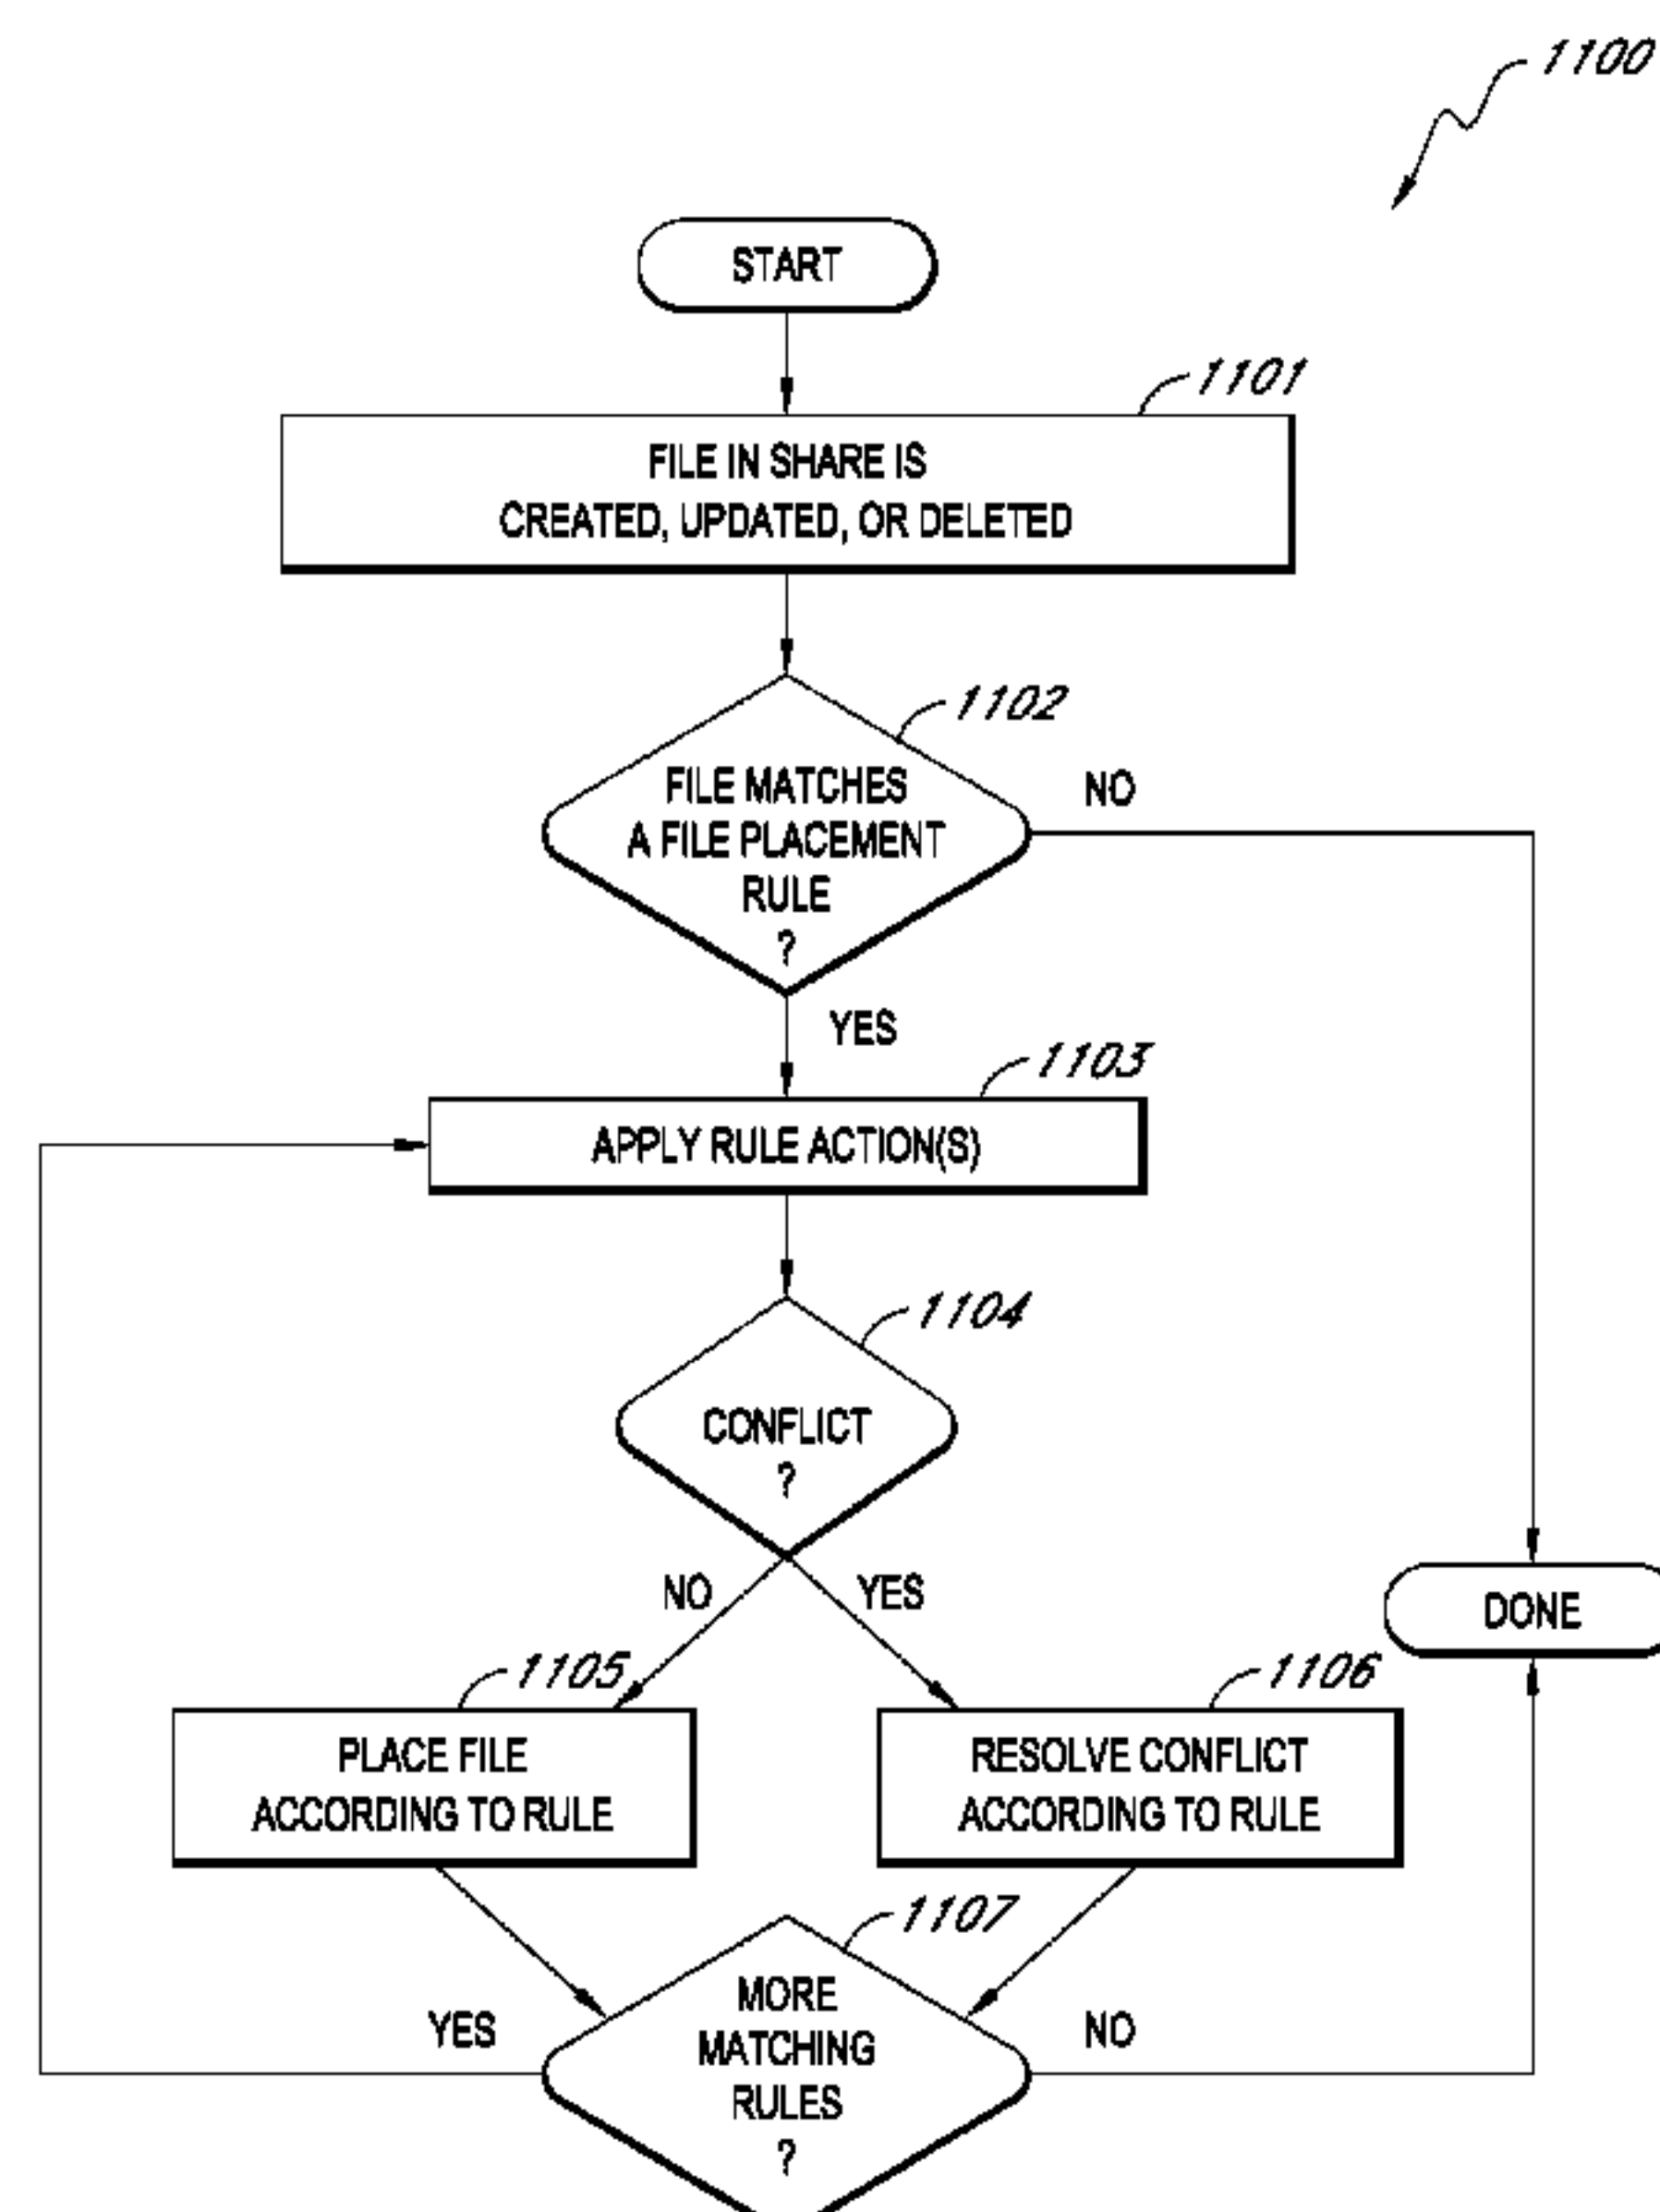 1100
START
1101
FILE IN SHARE IS
CREATED, UPDATED, OR DELETED
1102
FILE MATCHES
A FILE PLACEMENT
RULE
?
NO
YES
1103
APPLY RULE ACTION(S)
1104
CONFLICT
?
NO
YES
DONE
1105
PLACE FILE
ACCORDING TO RULE
1106
RESOLVE CONFLICT
ACCORDING TO RULE
1107
MORE
MATCHING
RULES
?
YES
NO